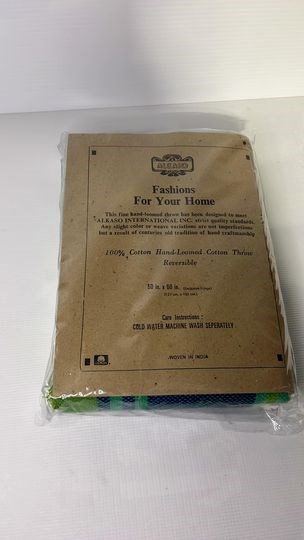 ALKASO
Fashions
For Your Home
This fine hand-loomed throw has been designed to meet
ALKASO INTERNATIONAL INC. strict quality standards.
Any slight color or weave variations are not imperfections
but a result of centuries old tradition of hand craftmanship
100% Cotton Hand-Loomed Cotton Throw
Reversible
50 in. x 60 in.
Care Instructions :
COLD WATER MACHINE WASH SEPERATELY
WOVEN IN INDIA